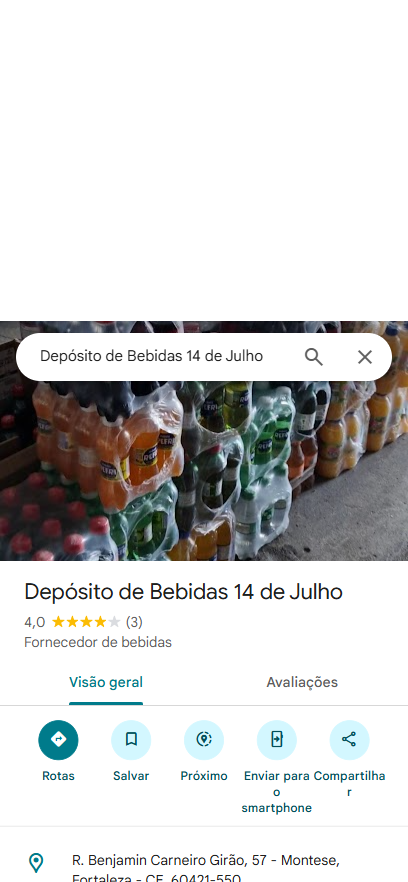 Depósito de Bebidas 14 de Julho
Depósito de Bebidas 14 de Julho
4,0 (3)
Fornecedor de bebidas
Visão geral Avaliações
Rotas Salvar Próximo Enviar para o smartphone Compartilhar
R. Benjamin Carneiro Girão, 57 - Montese,
Fortaleza - CE, 60421-550